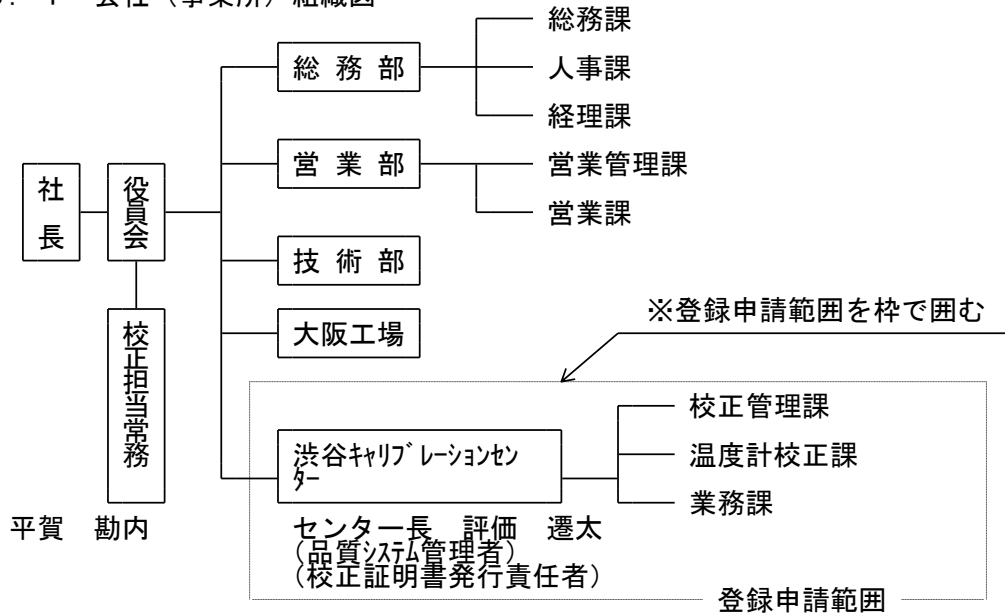 会社（事業所）組織図
総務課
総 務 部
人事課
経理課
営 業 部
営業管理課
社長
役員会
営業課
技 術 部
※登録申請範囲を枠で囲む
大阪工場
校正担当常務
校正管理課
渋谷ｷｬﾘﾌﾞﾚｰｼｮﾝｾﾝ
ﾀｰ
温度計校正課
業務課
平賀　勘内
センター長　評価　遷太
（品質ｼｽﾃﾑ管理者）
（校正証明書発行責任者）
登録申請範囲